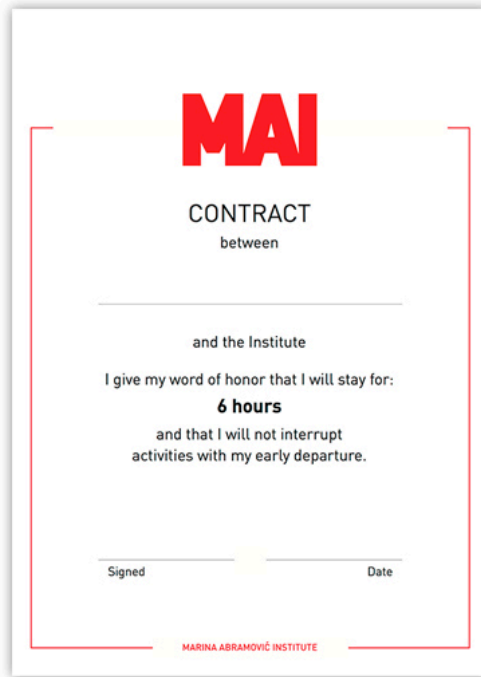 MAI
CONTRACT
between
and the Institute
I give my word of honor that I will stay for:
6 hours
and that I will not interrupt
activities with my early departure.
Signed Date
MARINA ABRAMOVIĆ INSTITUTE